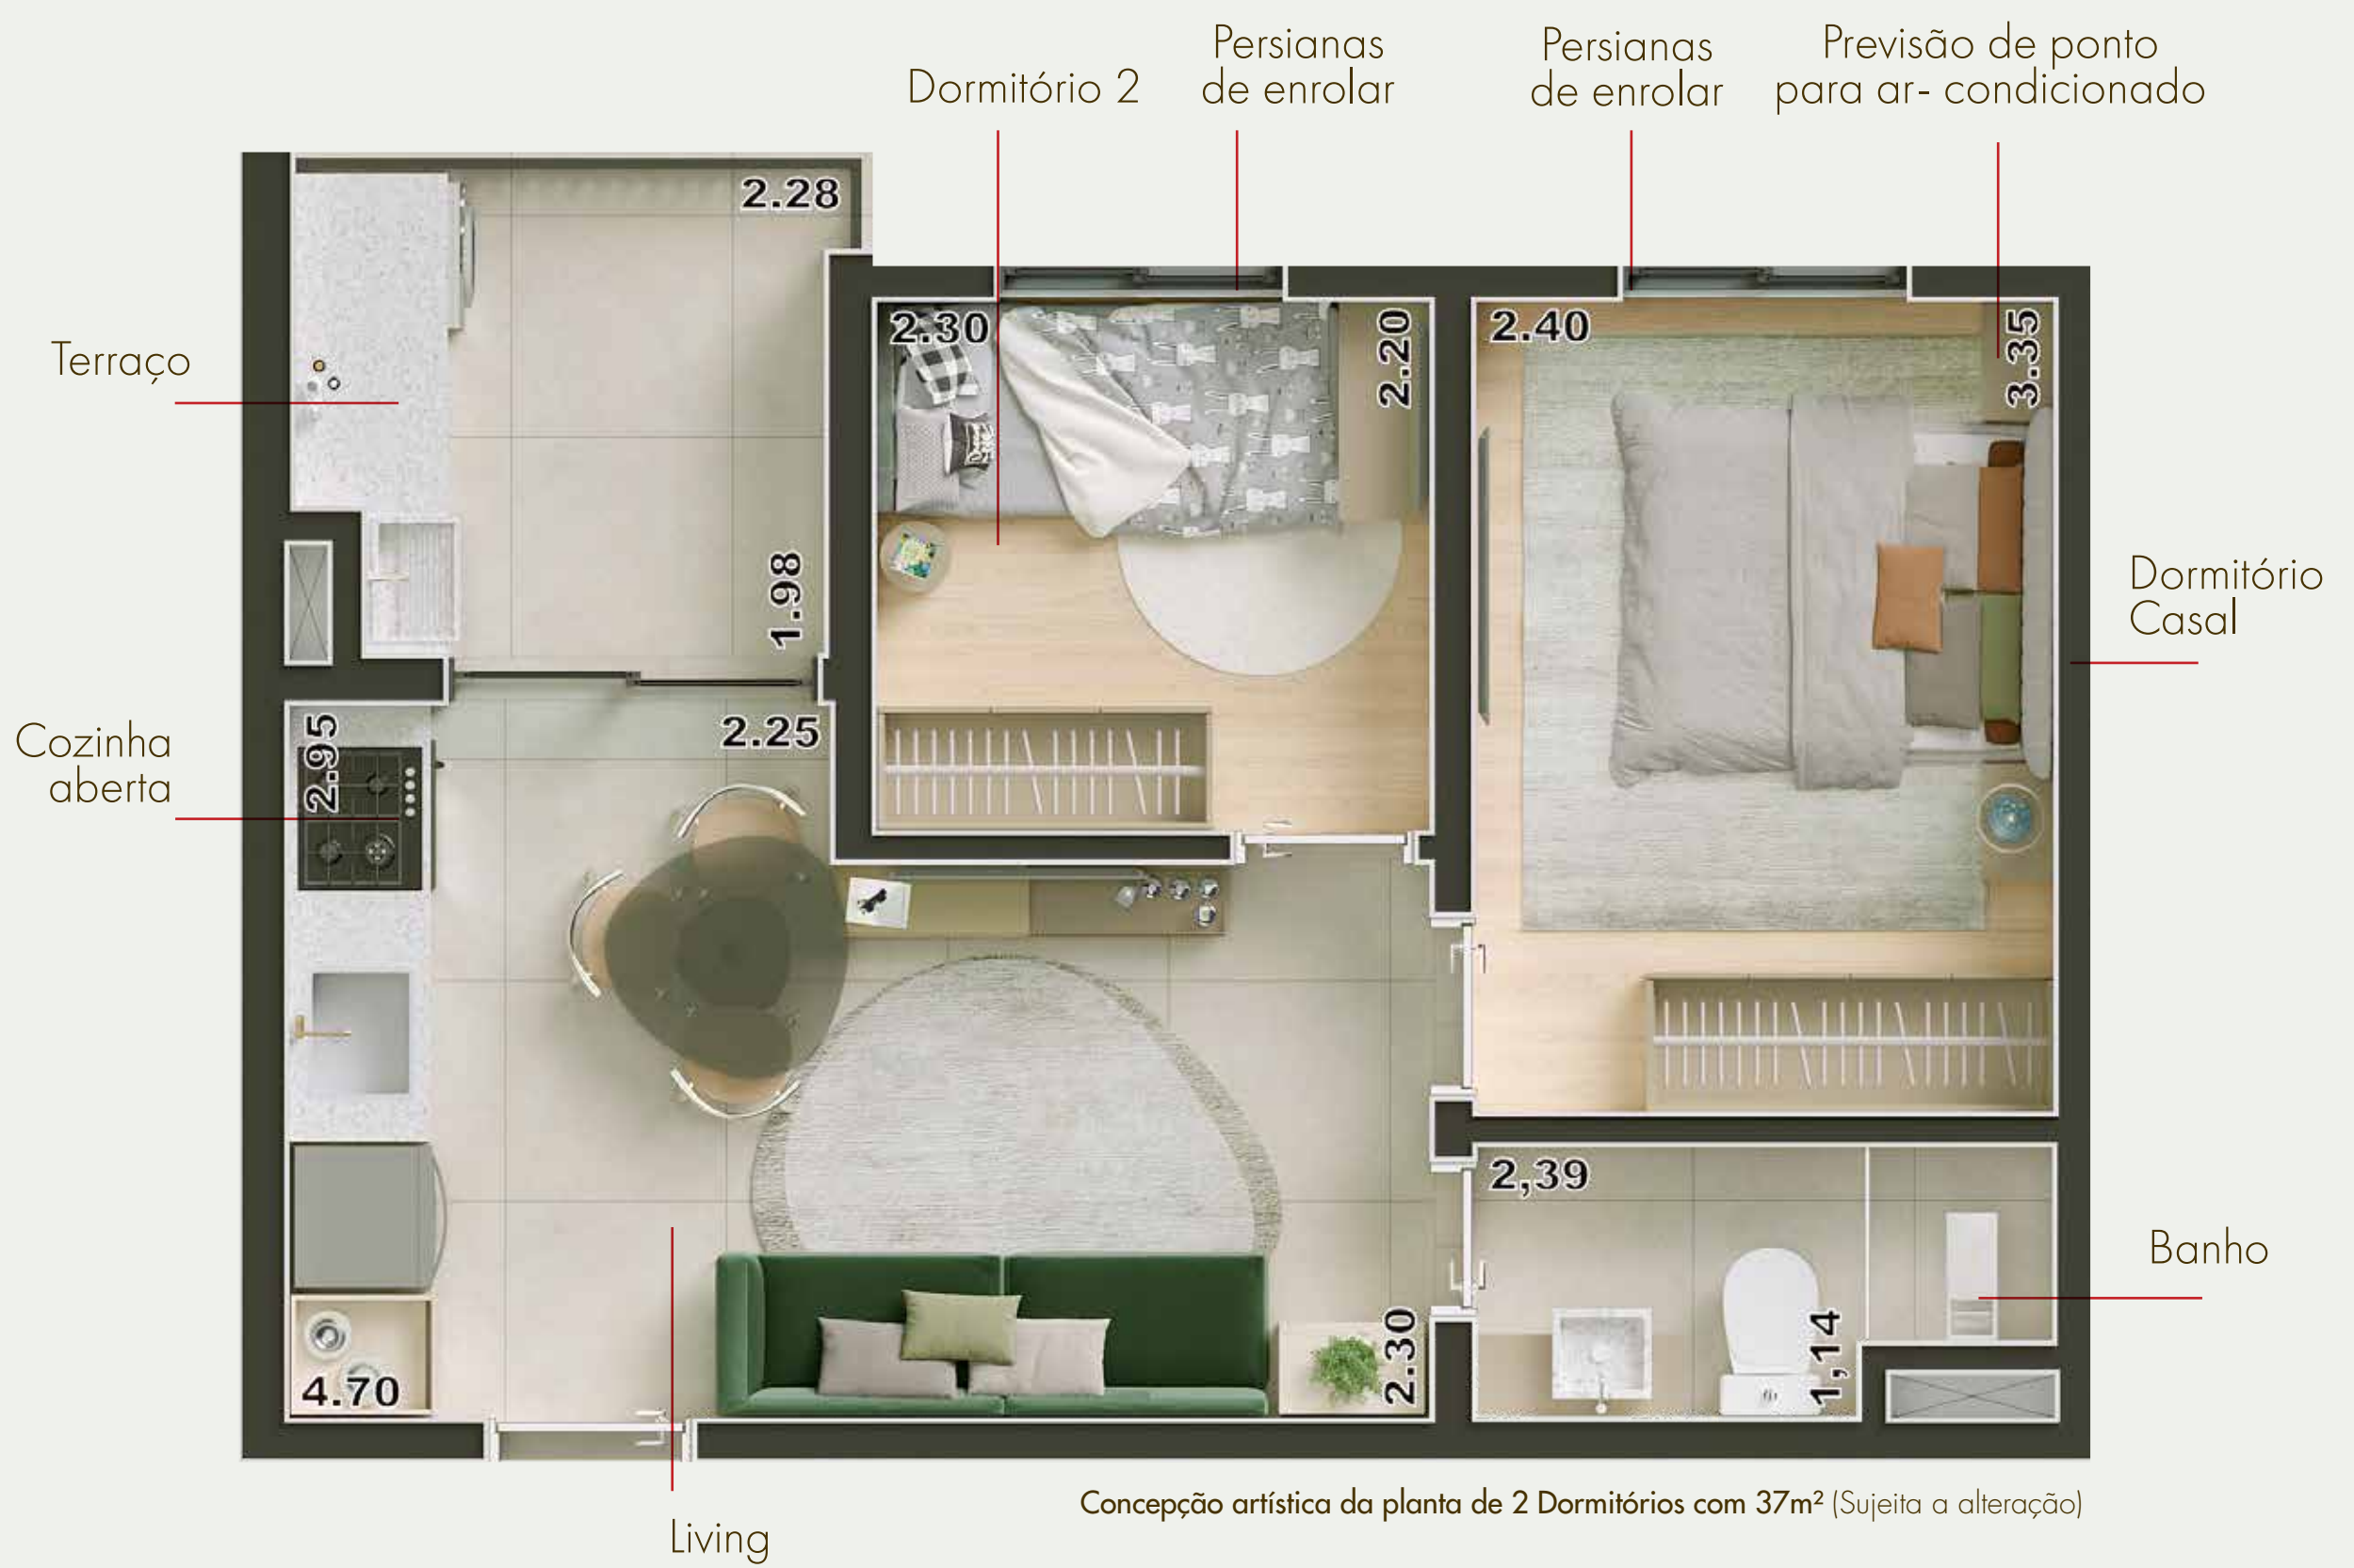 Dormitório 2
Persianas
de enrolar
Persianas
de enrolar
Previsão de ponto
para ar- condicionado
2.28
2.30
2.20
2.40
3.35
Terraço
1.98
Dormitório
Casal
Cozinha
aberta
2.95
2.25
2,39
Banho
4.70
2.30
1,14
Living
Concepção artística da planta de 2 Dormitórios com 37m² (Sujeita a alteração)